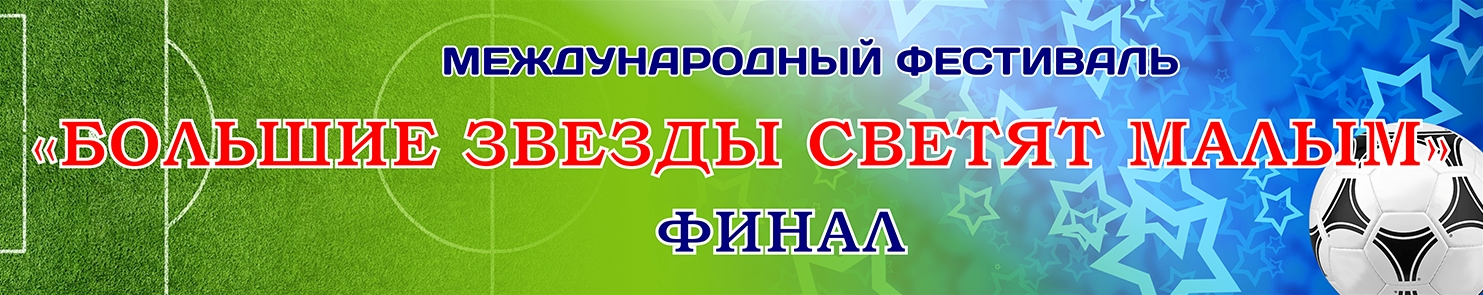 МЕЖДУНАРОДНЫЙ ФЕСТИВАЛЬ
«БОЛЬШИЕ ЗВЕЗДЫ СВЕТЯТ МАЛЫМ»
ФИНАЛ